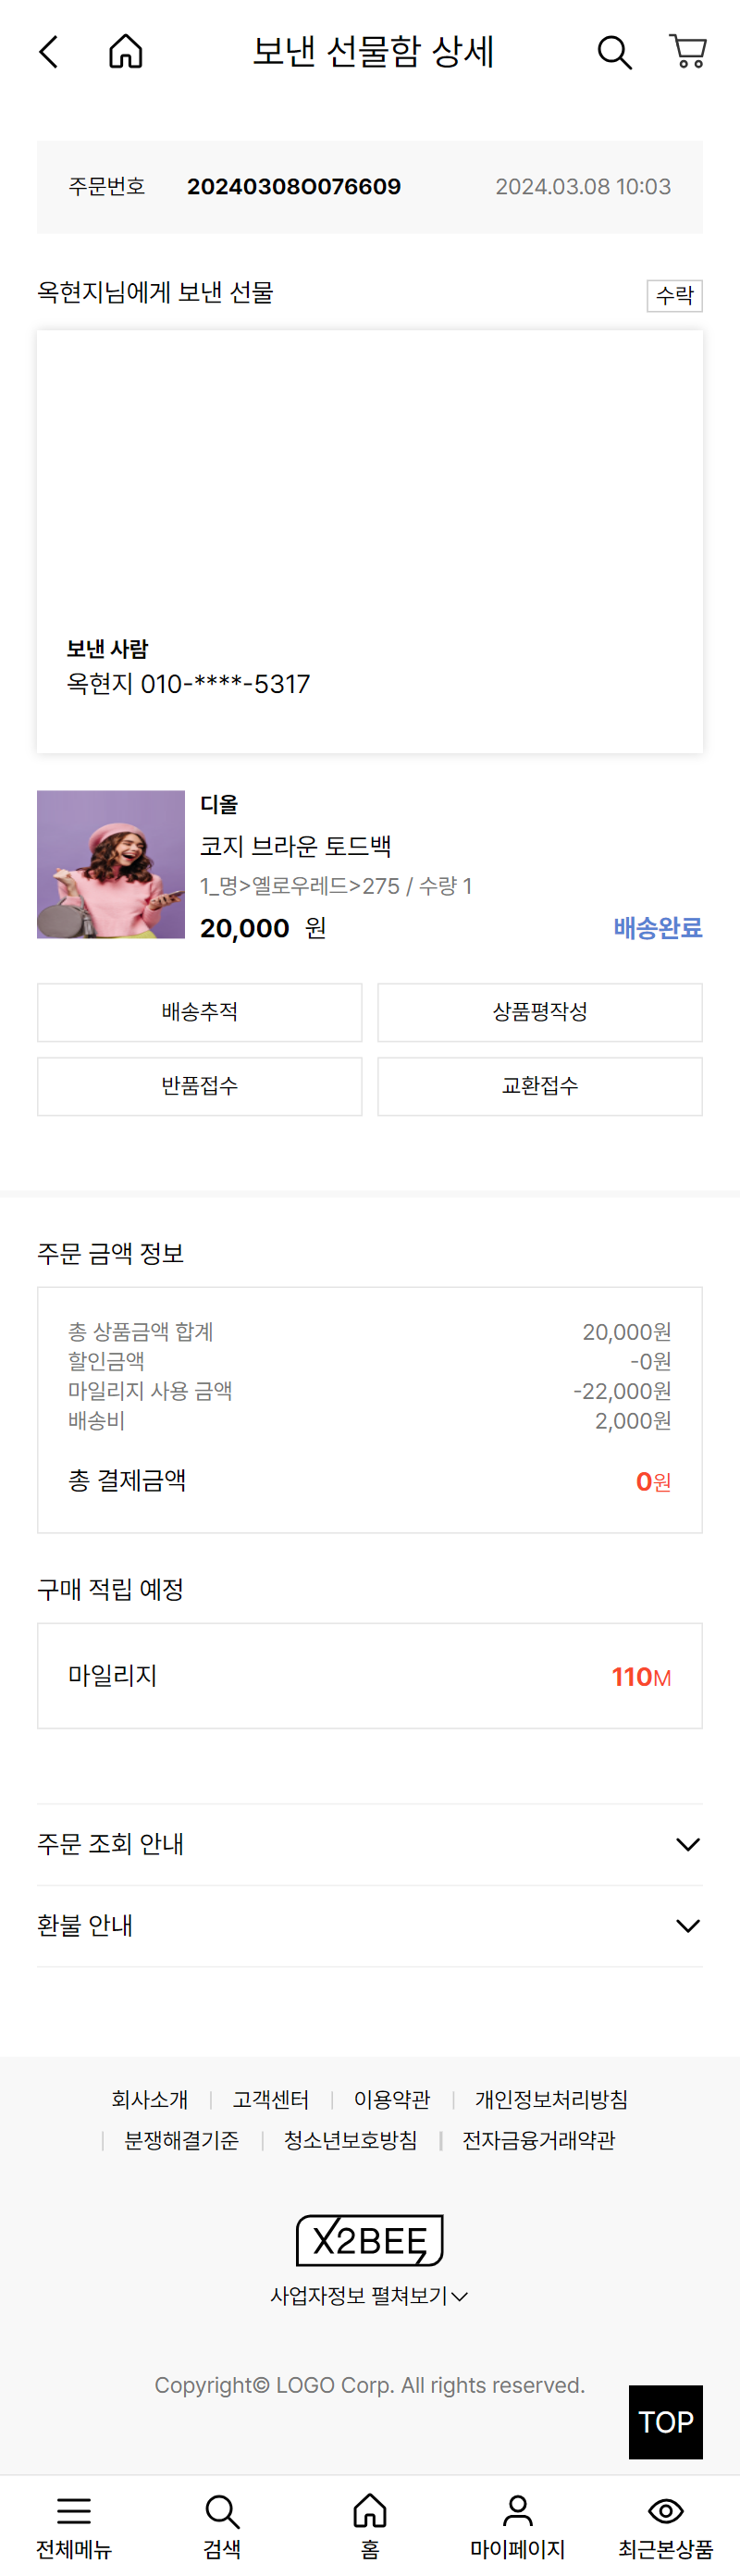 보낸 선물함 상세
주문번호 20240308O076609 2024.03.08 10:03
옥현지님에게 보낸 선물 수락
보낸 사람
옥현지 010-****-5317
디올
코지 브라운 토드백
1_명>옐로우레드>275 / 수량 1
20,000 원 배송완료
배송추적 상품평작성
반품접수 교환접수
주문 금액 정보
총 상품금액 합계 20,000원
할인금액 -0원
마일리지 사용 금액 -22,000원
배송비 2,000원
총 결제금액 0원
구매 적립 예정
마일리지 110M
주문 조회 안내
환불 안내
회사소개 고객센터 이용약관 개인정보처리방침
분쟁해결기준 청소년보호방침 전자금융거래약관
X2BEE
사업자정보 펼쳐보기
Copyright© LOGO Corp. All rights reserved.
TOP
전체메뉴 검색 홈 마이페이지 최근본상품